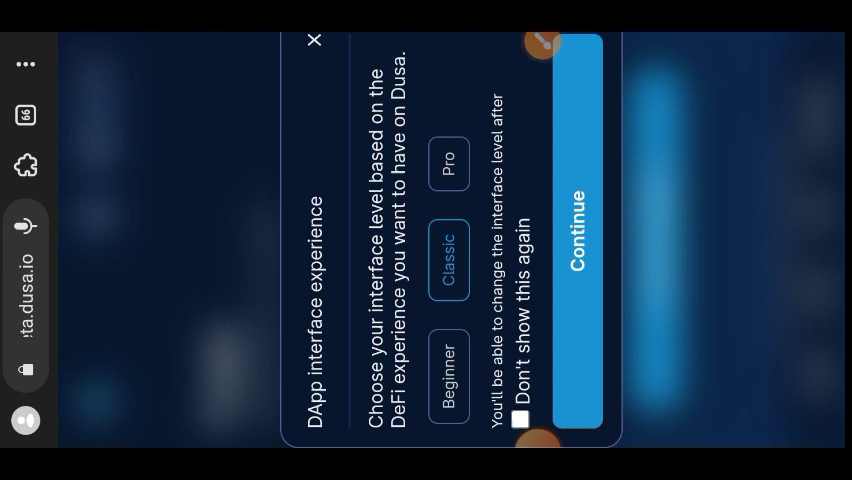 66
ta.dusa.io
DApp interface experience
X
Choose your interface level based on the
DeFi experience you want to have on Dusa.
Beginner
Classic
Pro
You'll be able to change the interface level after
Don't show this again
Continue